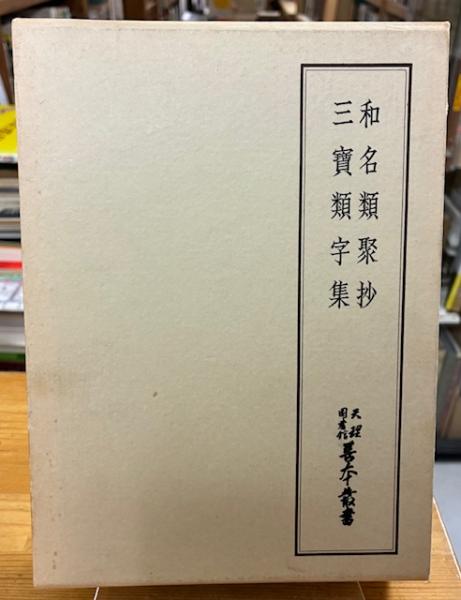 和名類聚抄
三寶類字集
天理
図書館
善本叢書